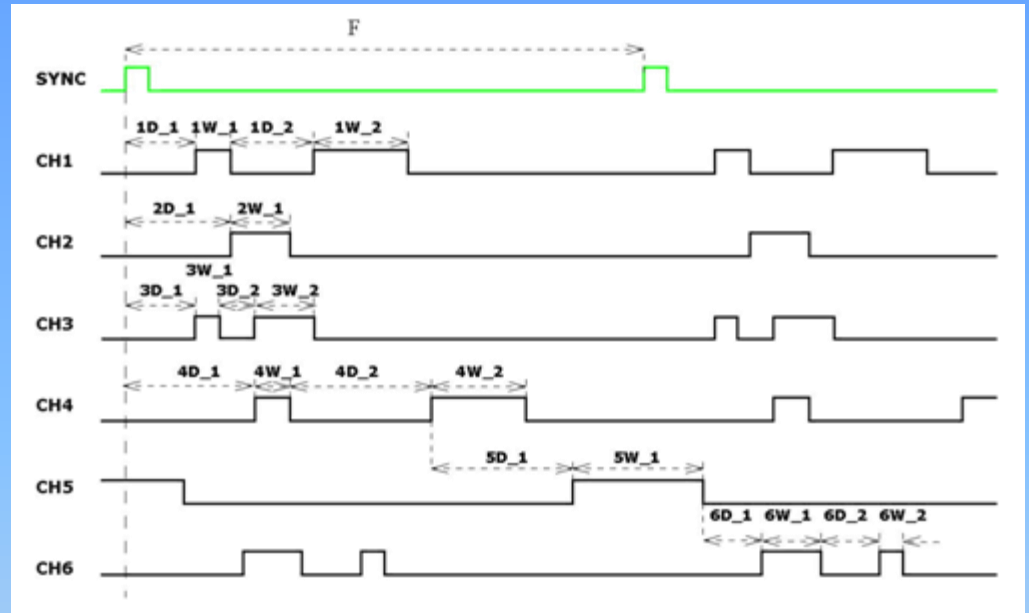 F
SYNC
1D_1 1W_1 1D_2 1W_2
CH1
2D_1 2W_1
CH2
3W_1
3D_1 3D_2 3W_2
CH3
4D_1 4W_1 4D_2 4W_2
CH4
5D_1 5W_1
CH5
6D_1 6W_1 6D_2 6W_2
CH6